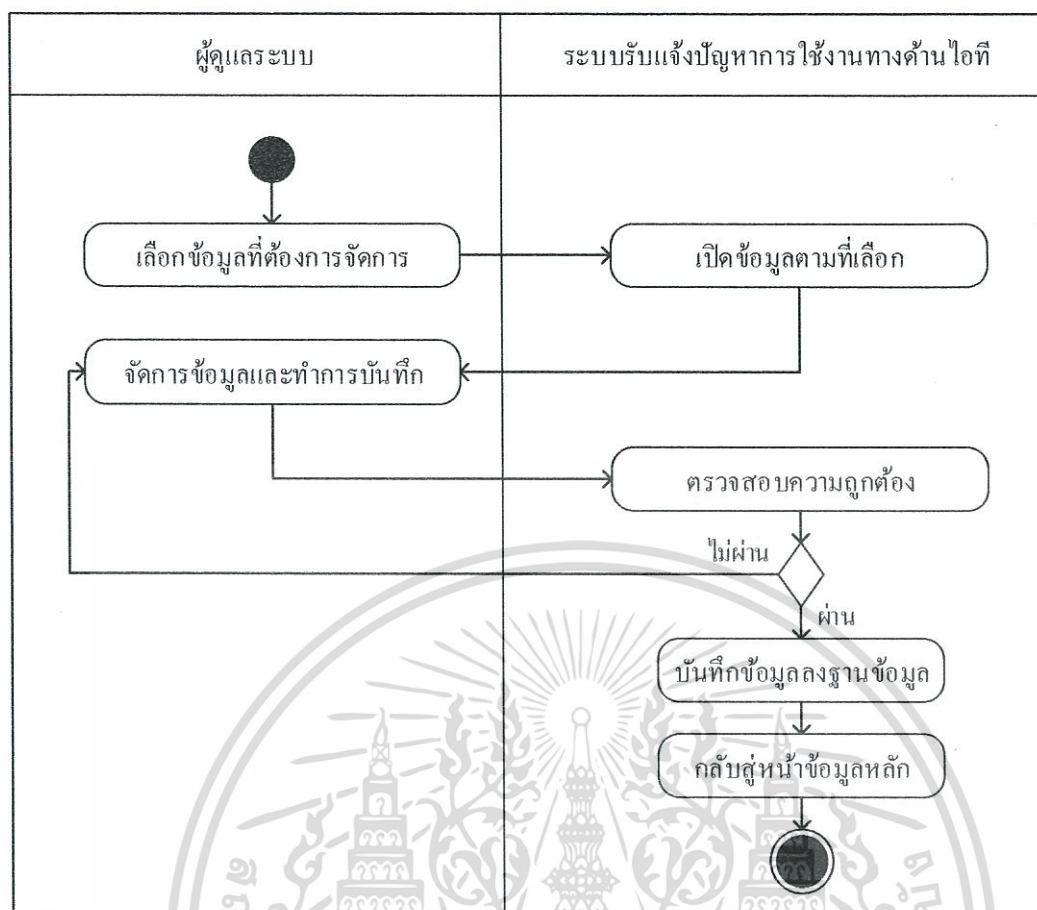 ผู้ดูแลระบบ
ระบบรับแจ้งปัญหาการใช้งานทางด้านไอที
เลือกข้อมูลที่ต้องการจัดการ
เปิดข้อมูลตามที่เลือก
จัดการข้อมูลและทำการบันทึก
ตรวจสอบความถูกต้อง
ไม่ผ่าน
ผ่าน
บันทึกข้อมูลลงฐานข้อมูล
กลับสู่หน้าข้อมูลหลัก